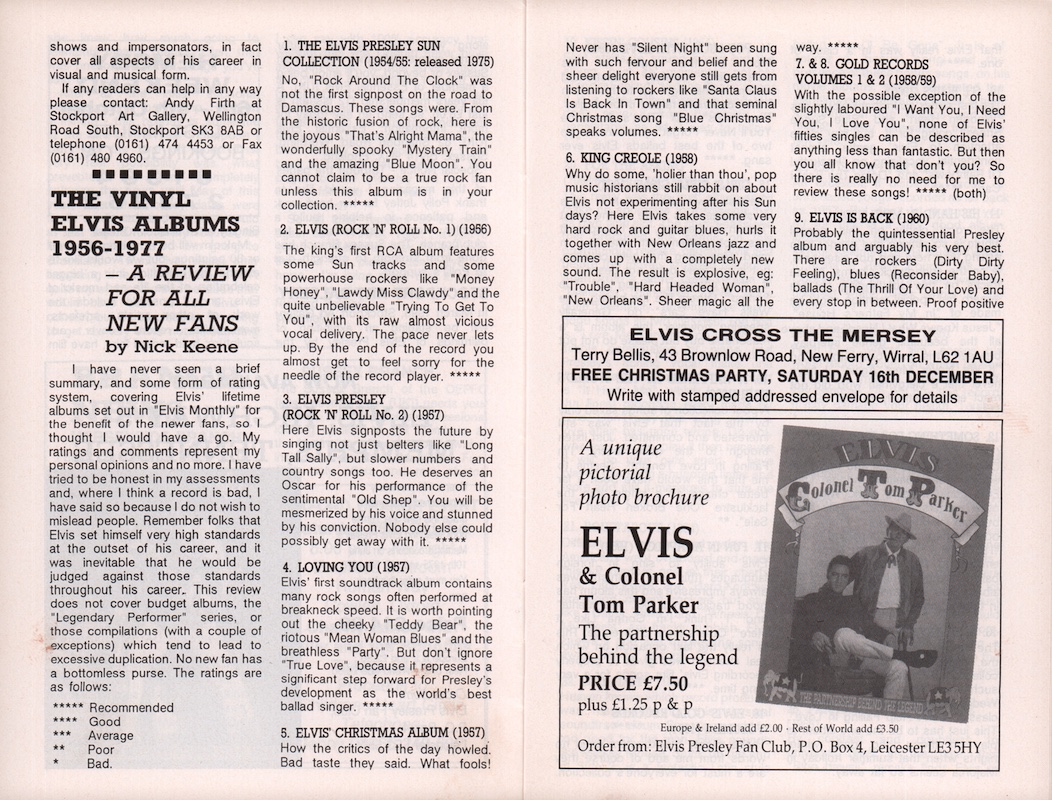 shows and impersonators, in fact
cover all aspects of his career in
visual and musical form.
If any readers can help in any way
please contact: Andy Firth at
Stockport Art Gallery, Wellington
Road South, Stockport SK3 8AB or
telephone (0161) 474 4453 or Fax
(0161) 480 4960.
THE VINYL
ELVIS ALBUMS
1956-1977
– A REVIEW
FOR ALL
NEW FANS
by Nick Keene
I have never seen a brief
summary, and some form of rating
system, covering Elvis' lifetime
albums set out in "Elvis Monthly" for
the benefit of the newer fans, so I
thought I would have a go. My
ratings and comments represent my
personal opinions and no more. I have
tried to be honest in my assessments
and, where I think a record is bad, I
have said so because I do not wish to
mislead people. Remember folks that
Elvis set himself very high standards
at the outset of his career, and it
was inevitable that he would be
judged against those standards
throughout his career. This review
does not cover budget albums, the
"Legendary Performer" series, or
those compilations (with a couple of
exceptions) which tend to lead to
excessive duplication. No new fan has
a bottomless purse. The ratings are
as follows:
***** Recommended
**** Good
*** Average
** Poor
* Bad.
1. THE ELVIS PRESLEY SUN
COLLECTION (1954/55: released 1975)
No, "Rock Around The Clock" was
not the first signpost on the road to
Damascus. These songs were. From
the historic fusion of rock, here is
the joyous "That's Alright Mama", the
wonderfully spooky "Mystery Train"
and the amazing "Blue Moon". You
cannot claim to be a true rock fan
unless this album is in your
collection. *****
2. ELVIS (ROCK 'N' ROLL No. 1) (1956)
The king's first RCA album features
some Sun tracks and some
powerhouse rockers like "Money
Honey", "Lawdy Miss Clawdy" and the
quite unbelievable "Trying To Get To
You", with its raw almost vicious
vocal delivery. The pace never lets
up. By the end of the record you
almost get to feel sorry for the
needle of the record player. *****
3. ELVIS PRESLEY
(ROCK 'N' ROLL No. 2) (1957)
Here Elvis signposts the future by
singing not just belters like "Long
Tall Sally", but slower numbers and
country songs too. He deserves an
Oscar for his performance of the
sentimental "Old Shep". You will be
mesmerized by his voice and stunned
by his conviction. Nobody else could
possibly get away with it. *****
4. LOVING YOU (1957)
Elvis' first soundtrack album contains
many rock songs often performed at
breakneck speed. It is worth pointing
out the cheeky "Teddy Bear", the
riotous "Mean Woman Blues" and the
breathless "Party". But don't ignore
"True Love", because it represents a
significant step forward for Presley's
development as the world's best
ballad singer. *****
5. ELVIS' CHRISTMAS ALBUM (1957)
How the critics of the day howled.
Bad taste they said. What fools!
Never has "Silent Night" been sung
with such fervour and belief and the
sheer delight everyone still gets from
listening to rockers like "Santa Claus
Is Back In Town" and that seminal
Christmas song "Blue Christmas"
speaks volumes. *****
6. KING CREOLE (1958)
Why do some, 'holier than thou', pop
music historians still rabbit on about
Elvis not experimenting after his Sun
days? Here Elvis takes some very
hard rock and guitar blues, hurls it
together with New Orleans jazz and
comes up with a completely new
sound. The result is explosive, eg:
"Trouble", "Hard Headed Woman",
"New Orleans". Sheer magic all the
way. *****
7. & 8. GOLD RECORDS
VOLUMES 1 & 2 (1958/59)
With the possible exception of the
slightly laboured "I Want You, I Need
You, I Love You", none of Elvis'
fifties singles can be described as
anything less than fantastic. But then
you all know that don't you? So
there is really no need for me to
review these songs! ***** (both)
9. ELVIS IS BACK (1960)
Probably the quintessential Presley
album and arguably his very best.
There are rockers (Dirty Dirty
Feeling), blues (Reconsider Baby),
ballads (The Thrill Of Your Love) and
every stop in between. Proof positive
ELVIS CROSS THE MERSEY
Terry Bellis, 43 Brownlow Road, New Ferry, Wirral, L62 1AU
FREE CHRISTMAS PARTY, SATURDAY 16th DECEMBER
Write with stamped addressed envelope for details
A unique
pictorial
photo brochure
ELVIS
& Colonel
Tom Parker
The partnership
behind the legend
PRICE £7.50
plus £1.25 p & p
ELVIS
Colonel Tom Parker
THE PARTNERSHIP BEHIND THE LEGEND
Europe & Ireland add £2.00 · Rest of World add £3.50
Order from: Elvis Presley Fan Club, P.O. Box 4, Leicester LE3 5HY